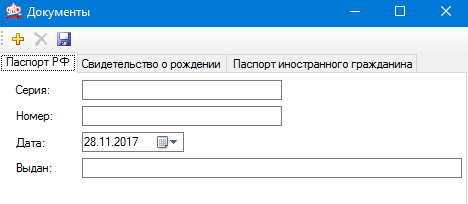 Документы
Паспорт РФ Свидетельство о рождении Паспорт иностранного гражданина
Серия:
Номер:
Дата: 28.11.2017
Выдан: